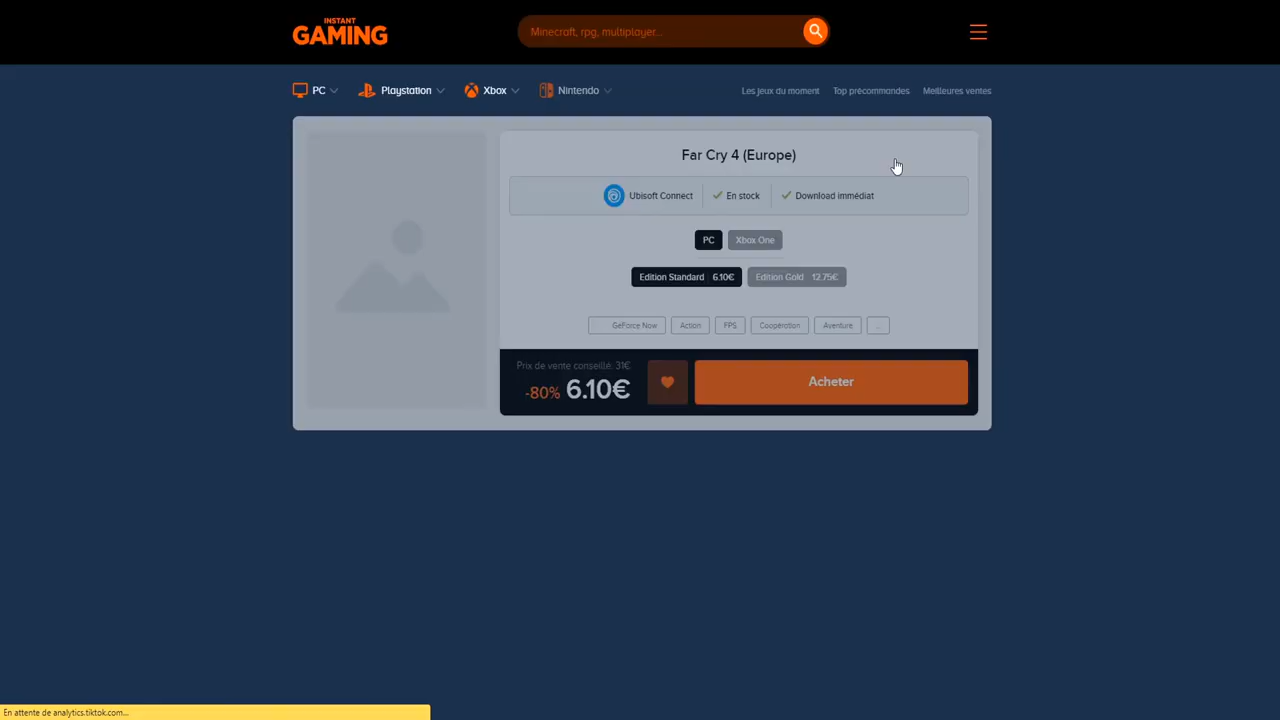 INSTANT
GAMING
Minecraft, rpg, multiplayer...
PC
Playstation
Xbox
Nintendo
Les jeux du moment
Top précommandes
Meilleures ventes
Far Cry 4 (Europe)
Ubisoft Connect
En stock
Download immédiat
PC
Xbox One
Edition Standard 6.10€
Edition Gold 12.75€
GeForce Now
Action
FPS
Coopération
Aventure
...
Prix de vente conseillé: 31€
-80% 6.10€
Acheter
En attente de analytics.tiktok.com...